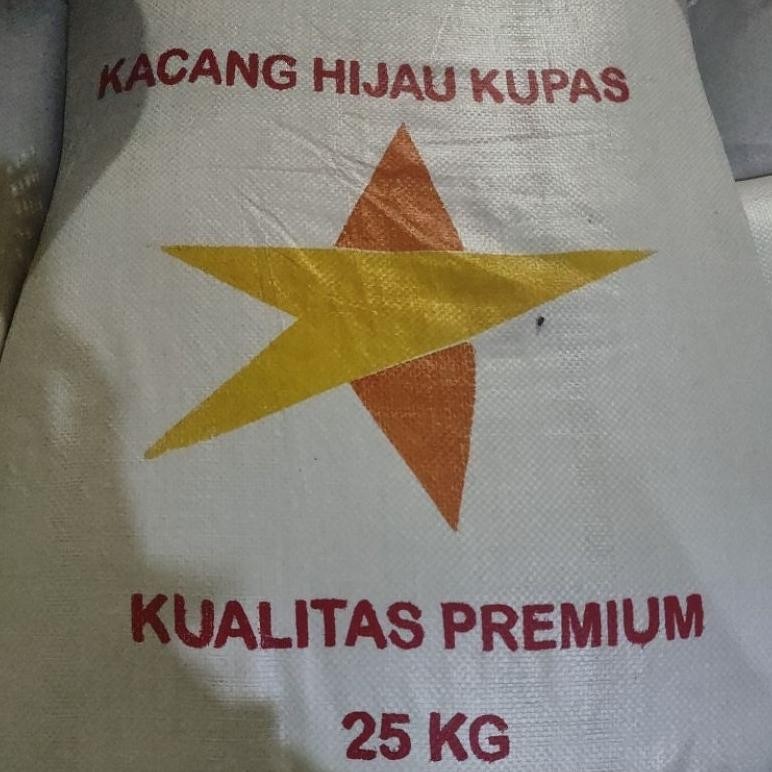 KACANG HIJAU KUPAS
KUALITAS PREMIUM
25 KG